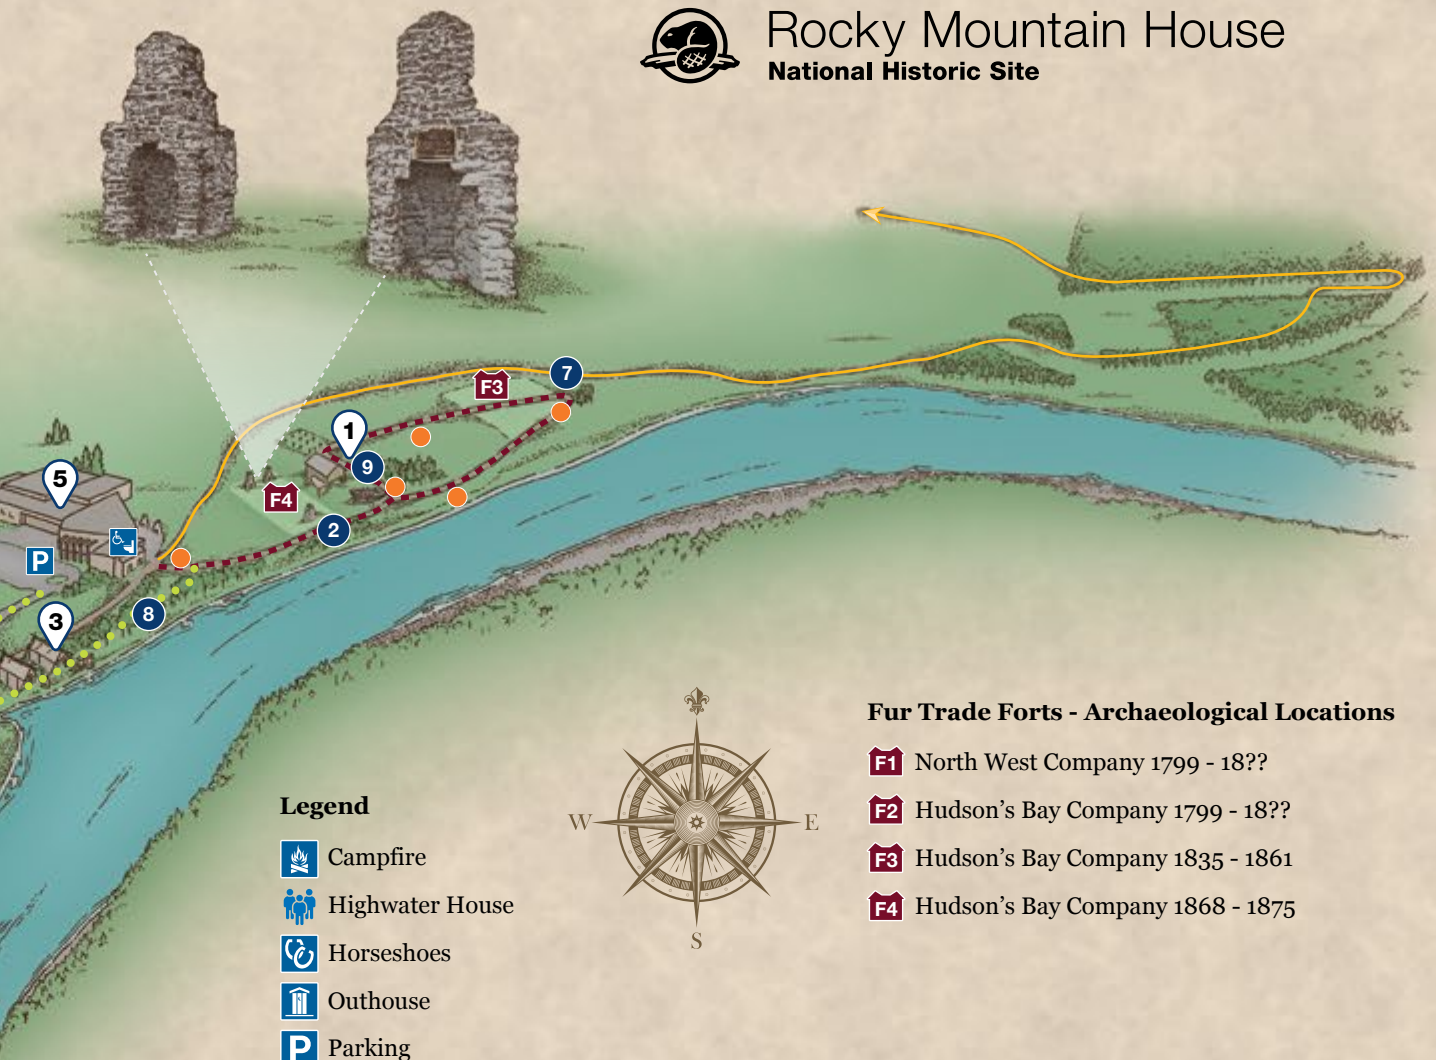 Rocky Mountain House
National Historic Site
F3
7
1
9
5
F4
2
P
3
8
Fur Trade Forts - Archaeological Locations
F1 North West Company 1799 - 18??
F2 Hudson's Bay Company 1799 - 18??
F3 Hudson's Bay Company 1835 - 1861
F4 Hudson's Bay Company 1868 - 1875
W
E
S
Legend
Campfire
Highwater House
Horseshoes
Outhouse
P Parking